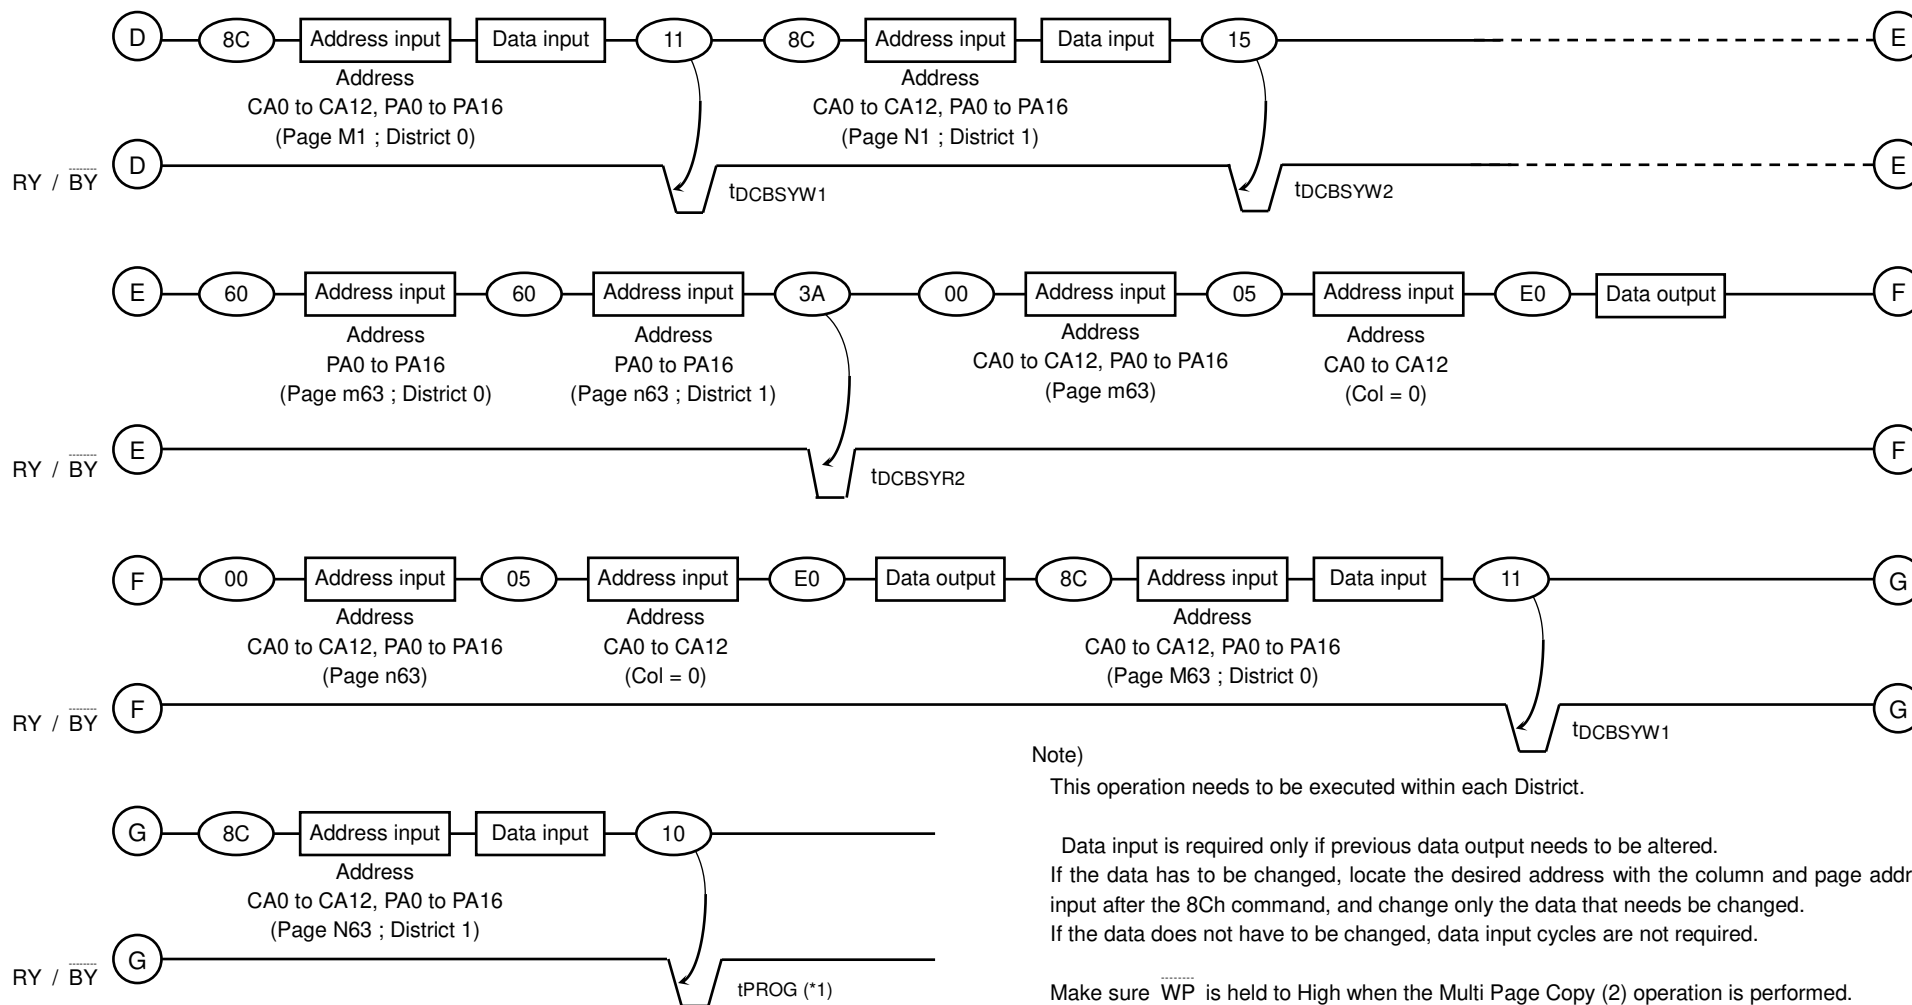 D 8C Address input Data input 11 8C Address input Data input 15 E
Address Address
CA0 to CA12, PA0 to PA16 CA0 to CA12, PA0 to PA16
(Page M1 ; District 0) (Page N1 ; District 1)
RY / BY D tDCBSYW1 tDCBSYW2 E
E 60 Address input 60 Address input 3A 00 Address input 05 Address input E0 Data output F
Address Address Address Address
PA0 to PA16 PA0 to PA16 CA0 to CA12, PA0 to PA16 CA0 to CA12
(Page m63 ; District 0) (Page n63 ; District 1) (Page m63) (Col = 0)
RY / BY E tDCBSYR2 F
F 00 Address input 05 Address input E0 Data output 8C Address input Data input 11 G
Address Address Address
CA0 to CA12, PA0 to PA16 CA0 to CA12 CA0 to CA12, PA0 to PA16
(Page n63) (Col = 0) (Page M63 ; District 0)
RY / BY F tDCBSYW1 G
G 8C Address input Data input 10
Address
CA0 to CA12, PA0 to PA16
(Page N63 ; District 1)
RY / BY G tPROG (*1)
Note)
This operation needs to be executed within each District.
Data input is required only if previous data output needs to be altered.
If the data has to be changed, locate the desired address with the column and page addr
input after the 8Ch command, and change only the data that needs be changed.
If the data does not have to be changed, data input cycles are not required.
Make sure WP is held to High when the Multi Page Copy (2) operation is performed.